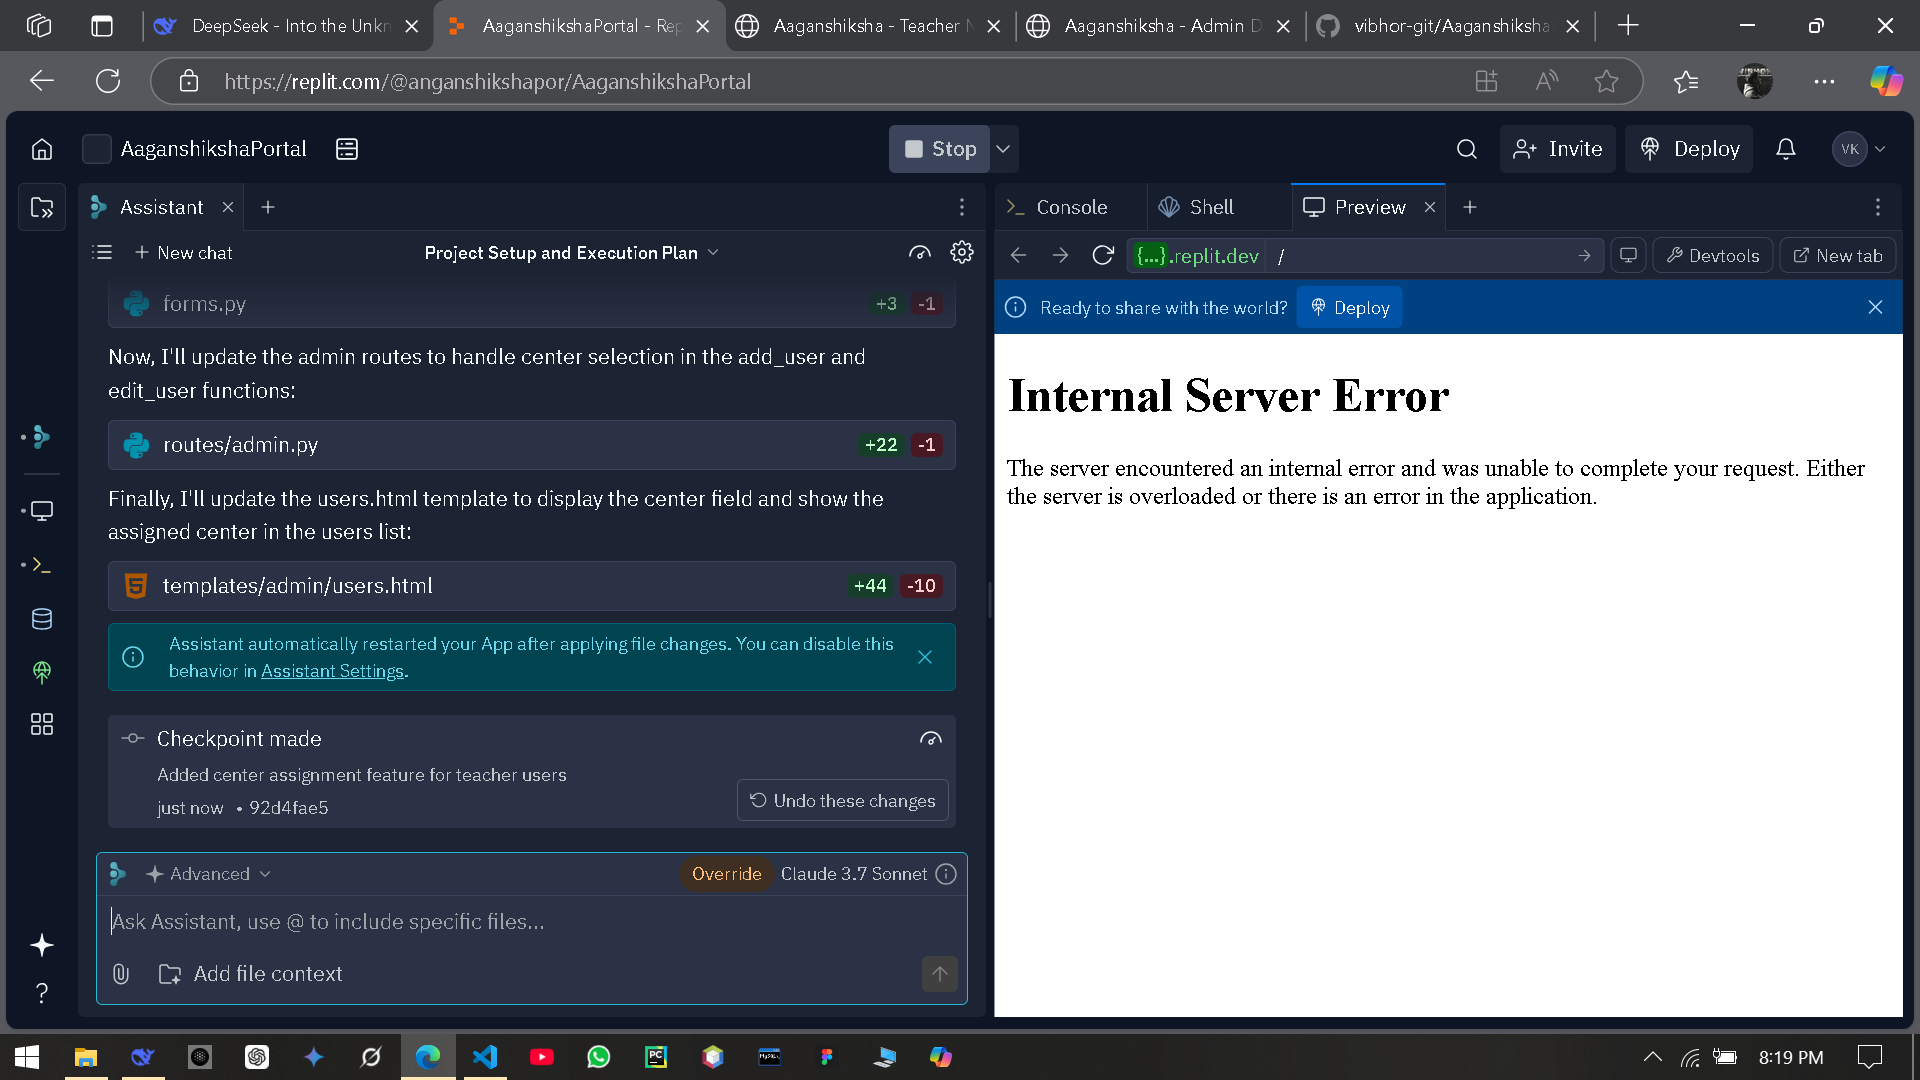 DeepSeek - Into the Unkn
AaganshikshaPortal - Rep
Aaganshiksha - Teacher
Aaganshiksha - Admin D
vibhor-git/Aaganshiksha
https://replit.com/@anganshikshapor/AaganshikshaPortal
AaganshikshaPortal
Stop
Invite
Deploy
VK
Assistant
Console
Shell
Preview
New chat
Project Setup and Execution Plan
{...}.replit.dev /
Devtools
New tab
Ready to share with the world?
Deploy
forms.py
+3 -1
Now, I'll update the admin routes to handle center selection in the add_user and
edit_user functions:
routes/admin.py
+22 -1
Finally, I'll update the users.html template to display the center field and show the
assigned center in the users list:
templates/admin/users.html
+44 -10
Assistant automatically restarted your App after applying file changes. You can disable this
behavior in Assistant Settings.
Checkpoint made
Added center assignment feature for teacher users
just now • 92d4fae5
Undo these changes
Advanced
Override
Claude 3.7 Sonnet
Ask Assistant, use @ to include specific files...
Add file context
Internal Server Error
The server encountered an internal error and was unable to complete your request. Either
the server is overloaded or there is an error in the application.
PC
MySQL
8:19 PM